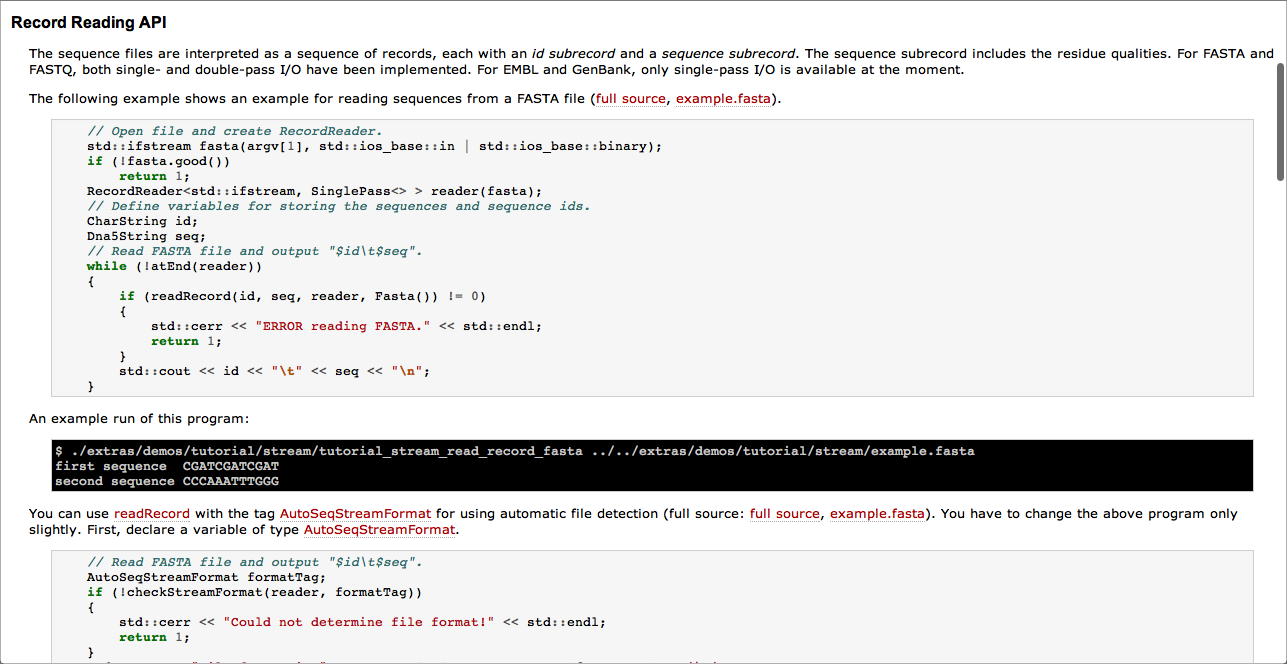 Record Reading API
The sequence files are interpreted as a sequence of records, each with an id subrecord and a sequence subrecord. The sequence subrecord includes the residue qualities. For FASTA and
FASTQ, both single- and double-pass I/O have been implemented. For EMBL and GenBank, only single-pass I/O is available at the moment.
The following example shows an example for reading sequences from a FASTA file (full source, example.fasta).
// Open file and create RecordReader.
std::ifstream fasta(argv[1], std::ios_base::in | std::ios_base::binary);
if (!fasta.good())
    return 1;
RecordReader<std::ifstream, SinglePass<> > reader(fasta);
// Define variables for storing the sequences and sequence ids.
CharString id;
Dna5String seq;
// Read FASTA file and output "$id\t$seq".
while (!atEnd(reader))
{
    if (readRecord(id, seq, reader, Fasta()) != 0)
    {
        std::cerr << "ERROR reading FASTA." << std::endl;
        return 1;
    }
    std::cout << id << "\t" << seq << "\n";
}
An example run of this program:
$ ./extras/demos/tutorial/stream/tutorial_stream_read_record_fasta ../../extras/demos/tutorial/stream/example.fasta
first sequence  CGATCGATCGAT
second sequence CCCAAATTTGGG
You can use readRecord with the tag AutoSeqStreamFormat for using automatic file detection (full source: full source, example.fasta). You have to change the above program only
slightly. First, declare a variable of type AutoSeqStreamFormat.
// Read FASTA file and output "$id\t$seq".
AutoSeqStreamFormat formatTag;
if (!checkStreamFormat(reader, formatTag))
{
    std::cerr << "Could not determine file format!" << std::endl;
    return 1;
}